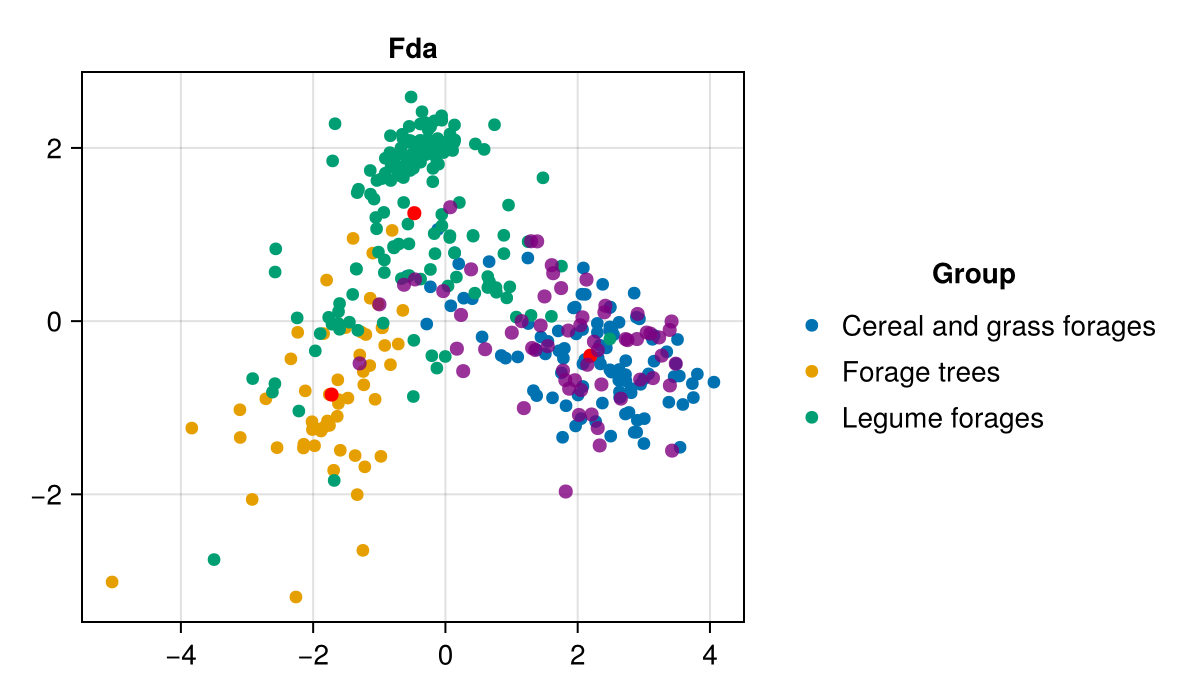 Fda
2
0
−2
−4
−2
0
2
4
Group
Cereal and grass forages
Forage trees
Legume forages